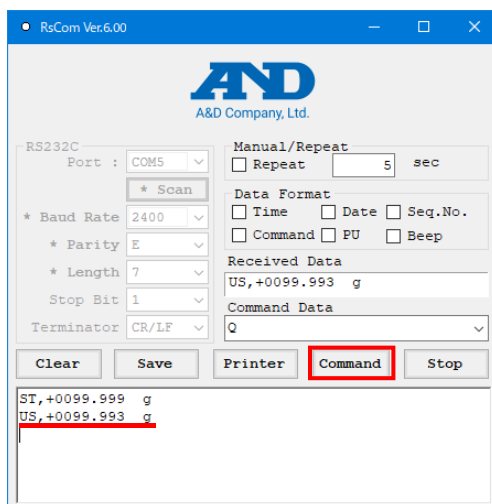 RsCom Ver.6.00
AND
A&D Company, Ltd.
RS232C
Port : COM5
* Scan
* Baud Rate 2400
* Parity E
* Length 7
Stop Bit 1
Terminator CR/LF
Manual/Repeat
Repeat 5 sec
Data Format
Time Date Seq.No.
Command PU Beep
Received Data
US,+0099.993 g
Command Data
Q
Clear Save Printer Command Stop
ST,+0099.999 g
US,+0099.993 g